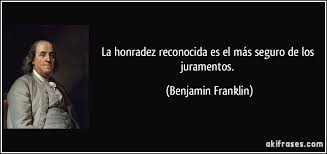 La honradez reconocida es el más seguro de los
juramentos.
(Benjamin Franklin)
akifrases.com